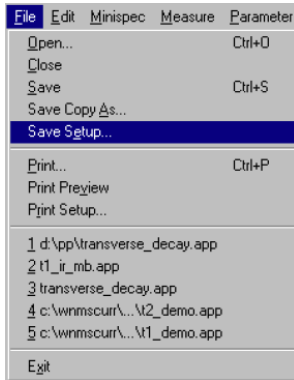 File Edit Minispec Measure Parameter
Open... Ctrl+O
Close
Save Ctrl+S
Save Copy As...
Save Setup...
Print... Ctrl+P
Print Preview
Print Setup...
1 d:\pp\transverse_decay.app
2 t1_ir_mb.app
3 transverse_decay.app
4 c:\wnmscurr\...\t2_demo.app
5 c:\wnmscurr\...\t1_demo.app
Exit